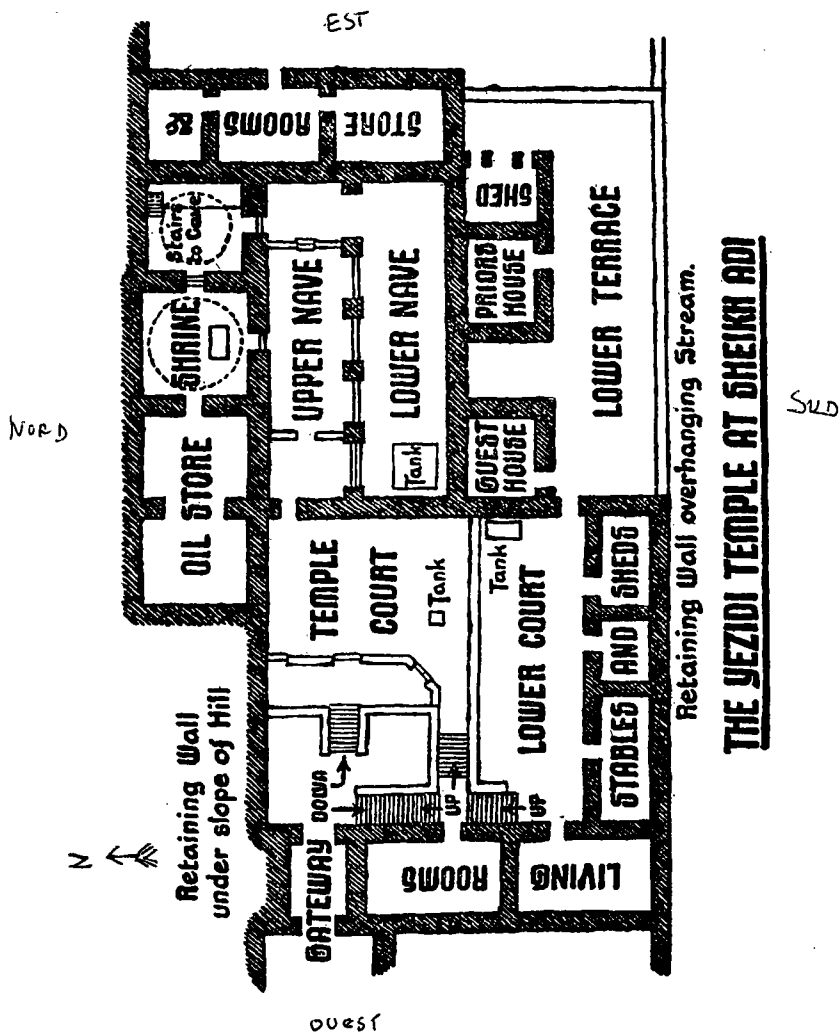 EST
NORD
SUD
OUEST
N
STORE
ROOMS
&c
Stairs
to Cave
SHRINE
OIL STORE
UPPER NAVE
LOWER NAVE
Tank
SHED
PRIORS
HOUSE
GUEST
HOUSE
LOWER TERRACE
TEMPLE
COURT
Tank
Tank
LOWER COURT
STABLES AND SHEDS
DOWN
UP
UP
GATEWAY
LIVING
ROOMS
Retaining Wall
under slope of Hill
Retaining Wall overhanging Stream.
THE YEZIDI TEMPLE AT SHEIKH ADI